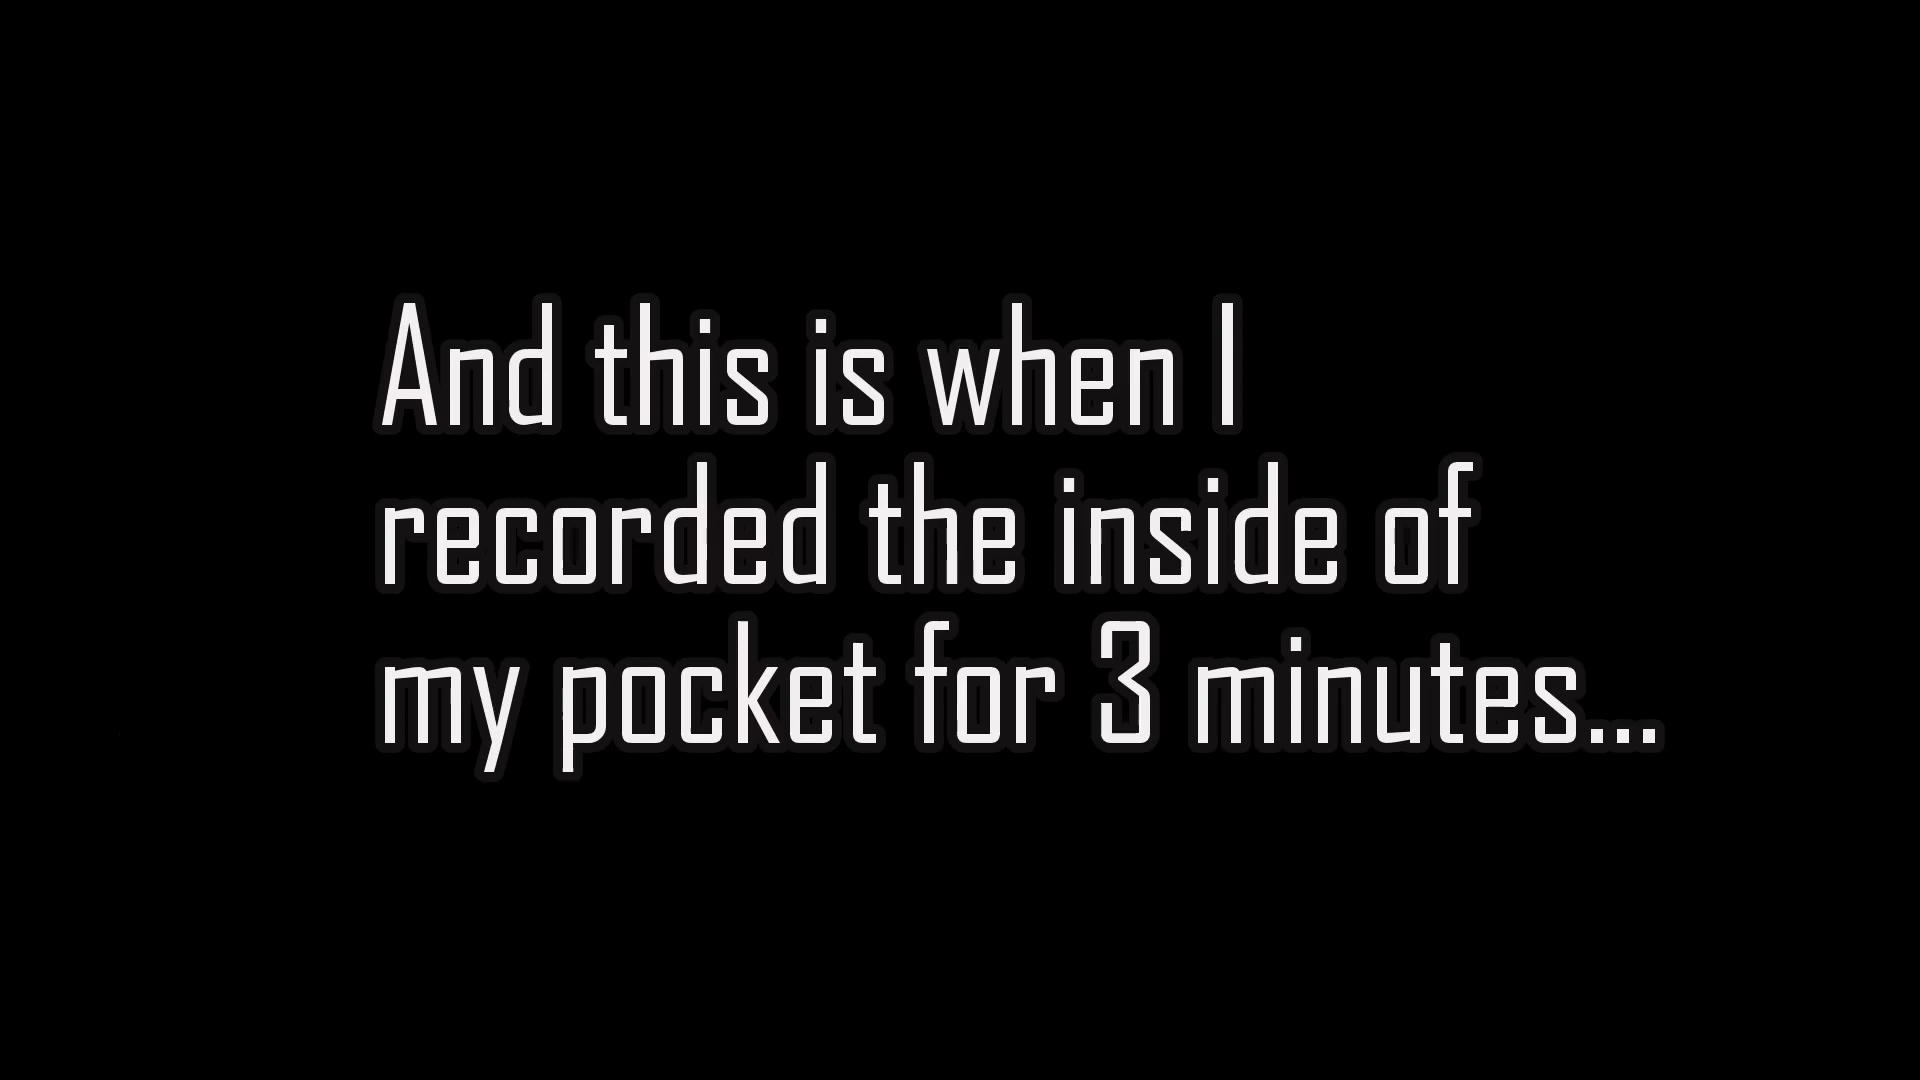 And this is when I
recorded the inside of
my pocket for 3 minutes...